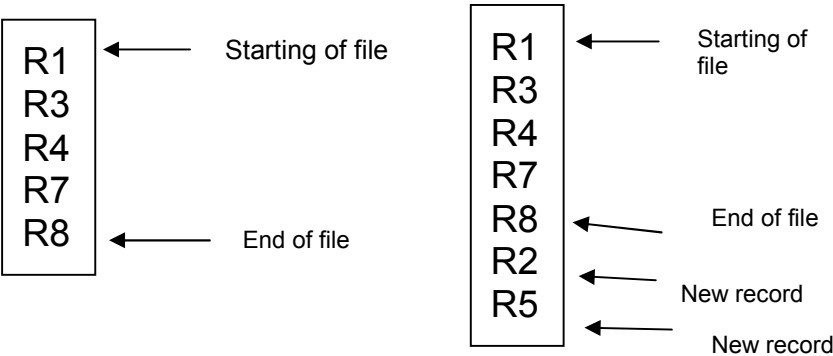 R1
R3
R4
R7
R8
Starting of file
End of file
R1
R3
R4
R7
R8
R2
R5
Starting of
file
End of file
New record
New record